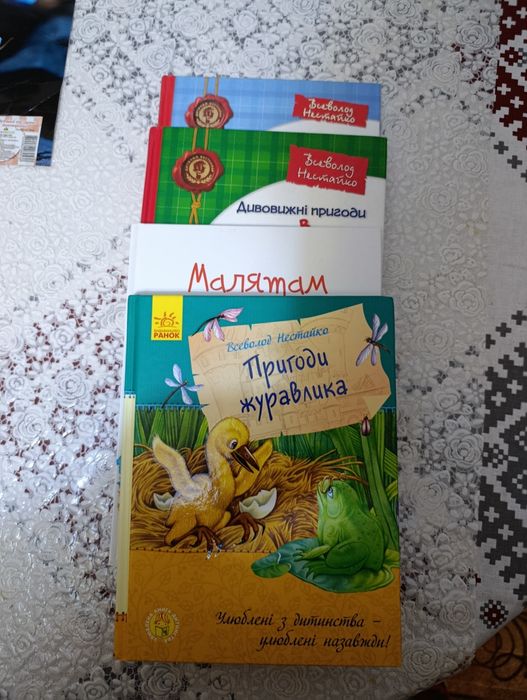 Всеволод
Нестайко
Всеволод
Нестайко
Дивовижні пригоди
в
Малятам
РАНОК
Всеволод Нестайко
Пригоди
журавлика
Улюблені з дитинства –
улюблені назавжди!